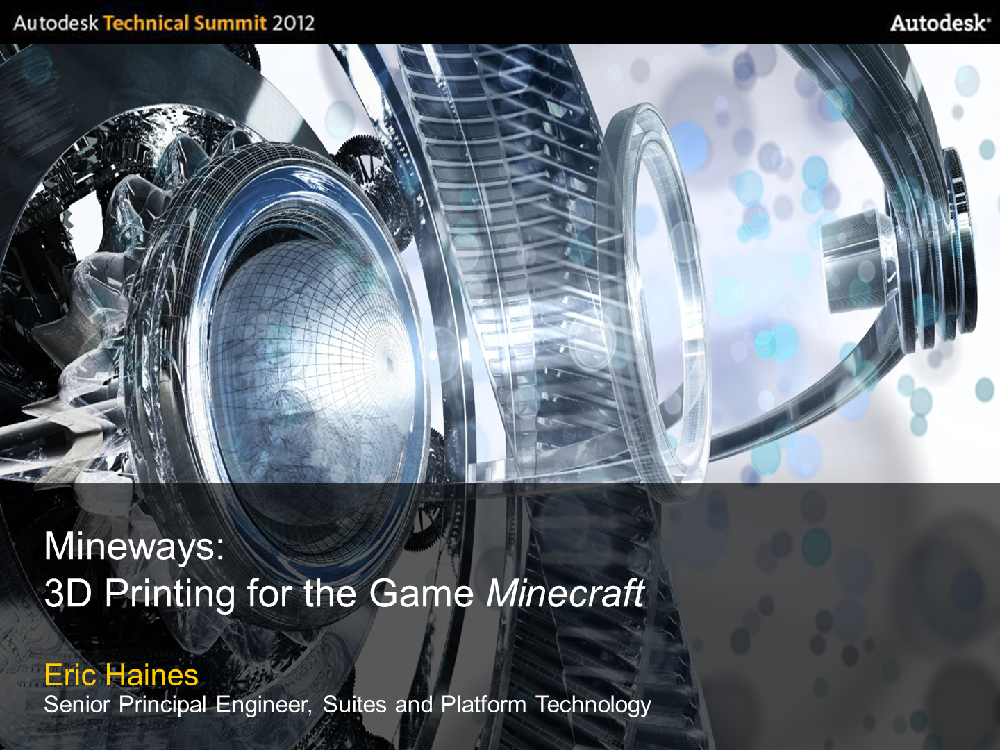 Autodesk Technical Summit 2012
Autodesk®
Mineways:
3D Printing for the Game Minecraft
Eric Haines
Senior Principal Engineer, Suites and Platform Technology